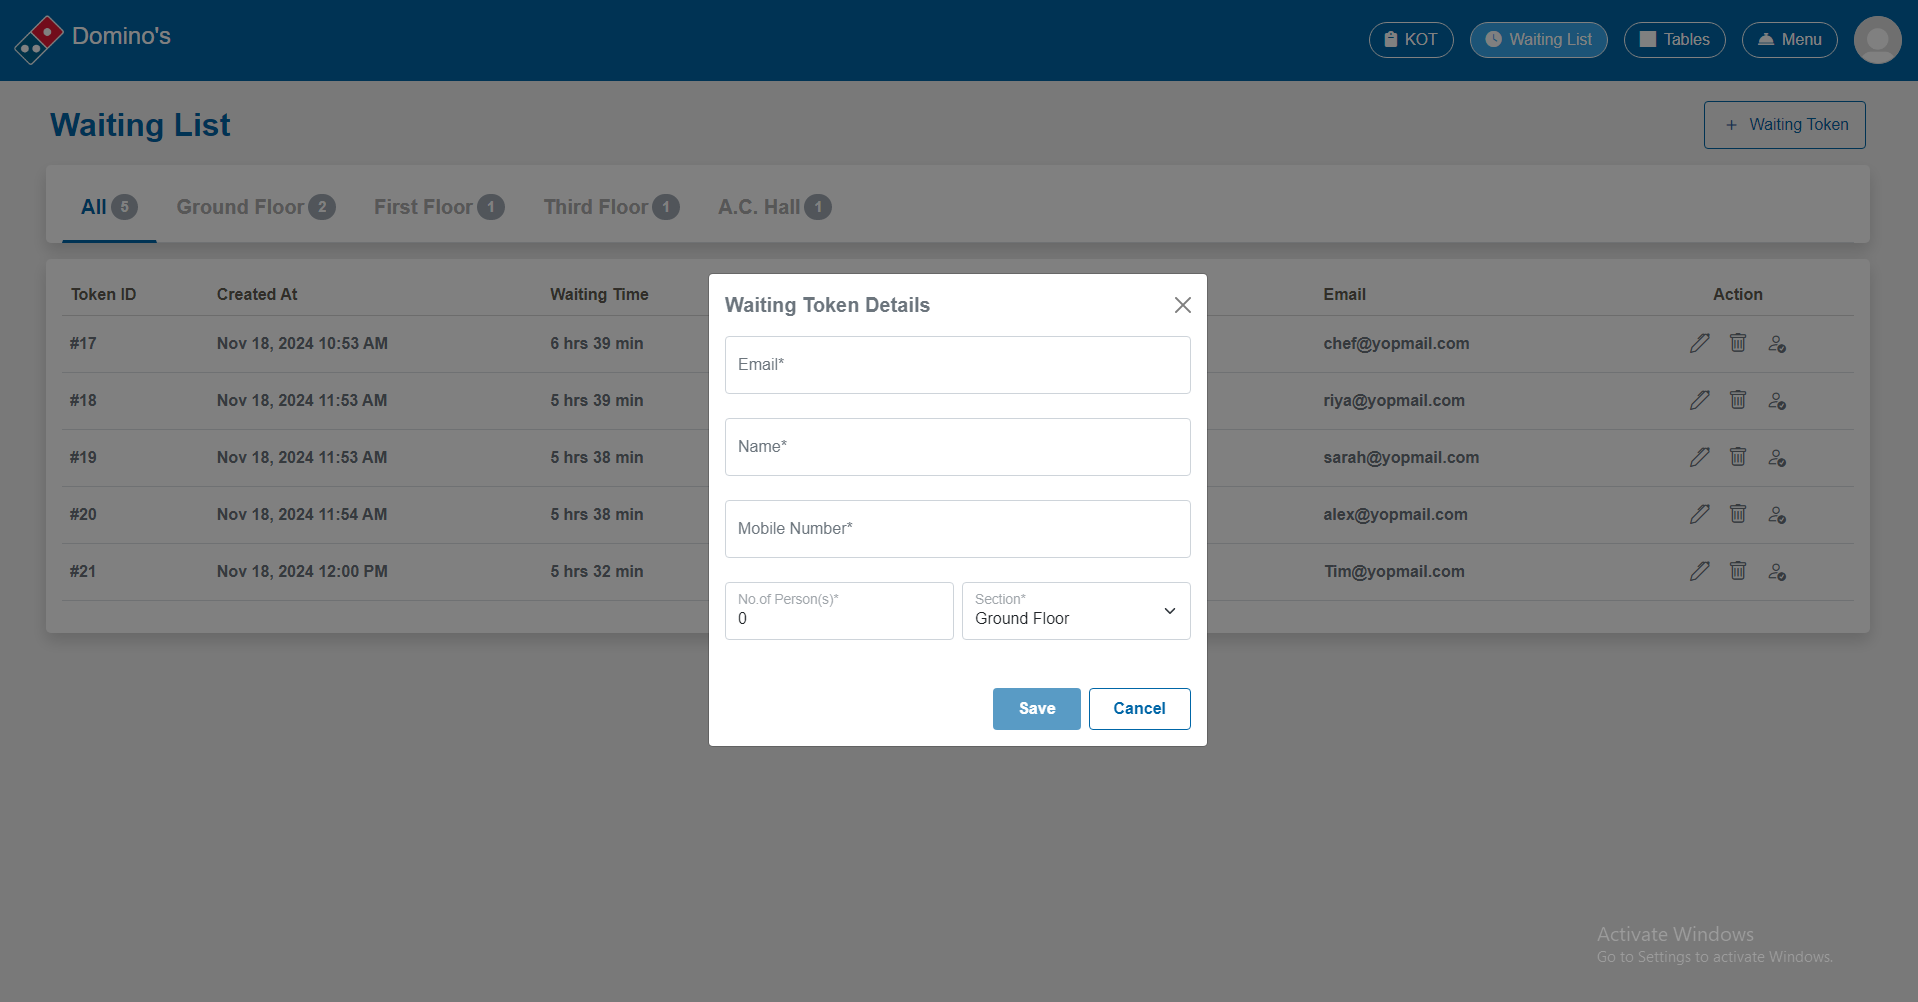 Domino's
KOT
Waiting List
Tables
Menu
Waiting List
+ Waiting Token
All 5
Ground Floor 2
First Floor 1
Third Floor 1
A.C. Hall 1
Token ID Created At Waiting Time Email Action
#17 Nov 18, 2024 10:53 AM 6 hrs 39 min chef@yopmail.com
#18 Nov 18, 2024 11:53 AM 5 hrs 39 min riya@yopmail.com
#19 Nov 18, 2024 11:53 AM 5 hrs 38 min sarah@yopmail.com
#20 Nov 18, 2024 11:54 AM 5 hrs 38 min alex@yopmail.com
#21 Nov 18, 2024 12:00 PM 5 hrs 32 min Tim@yopmail.com
Waiting Token Details
Email*
Name*
Mobile Number*
No.of Person(s)*
0
Section*
Ground Floor
Save
Cancel
Activate Windows
Go to Settings to activate Windows.